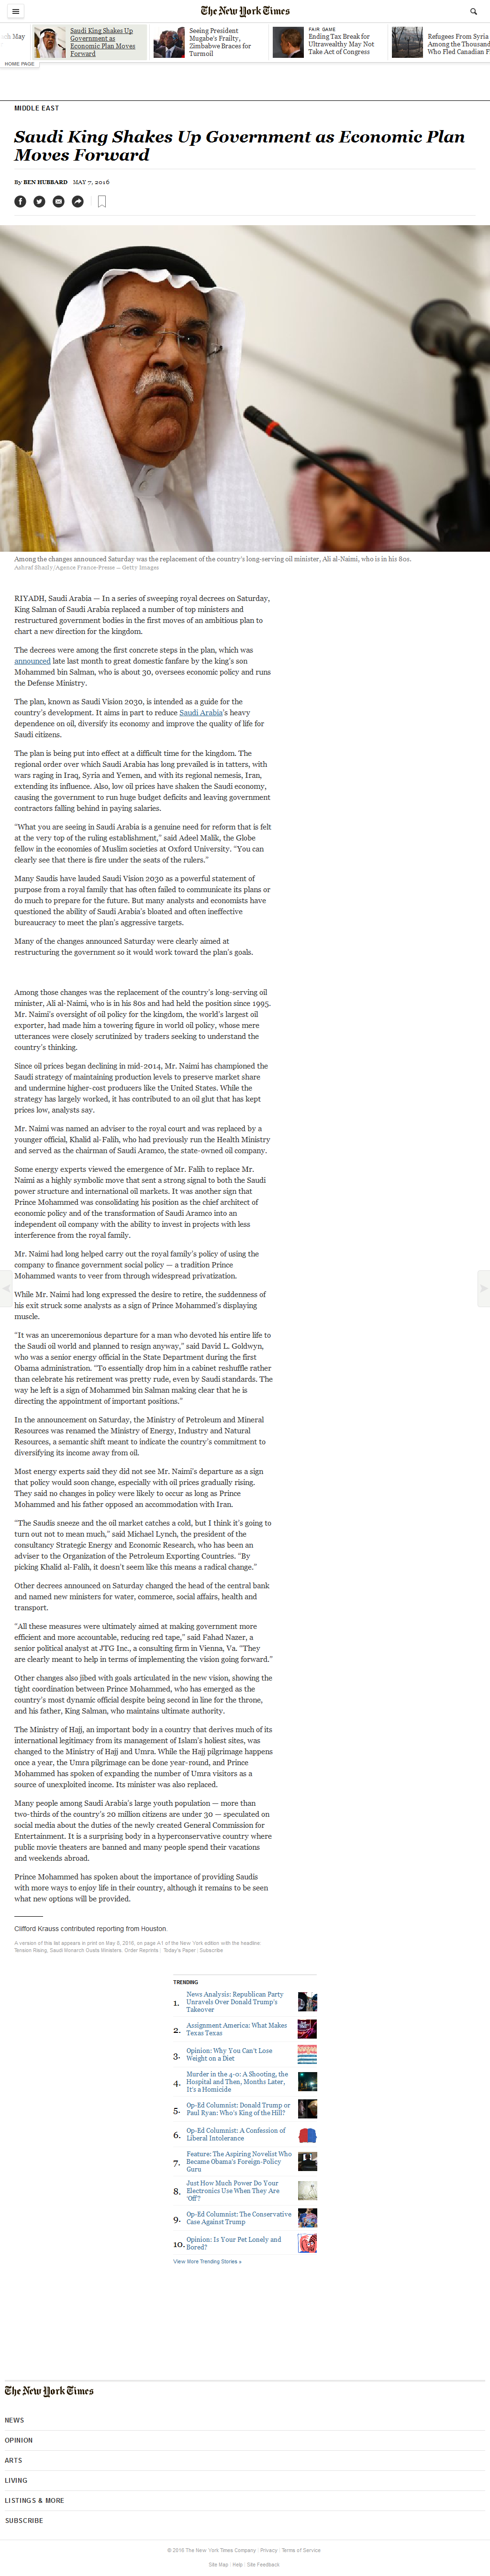 The New York Times
Saudi King Shakes Up
Government as
Economic Plan Moves
Forward
Seeing President
Mugabe's Frailty,
Zimbabwe Braces for
Turmoil
FAIR GAME
Ending Tax Break for
Ultrawealthy May Not
Take Act of Congress
Refugees From Syria
Among the Thousand
Who Fled Canadian F
HOME PAGE
MIDDLE EAST
Saudi King Shakes Up Government as Economic Plan
Moves Forward
By BEN HUBBARD MAY 7, 2016
Among the changes announced Saturday was the replacement of the country's long-serving oil minister, Ali al-Naimi, who is in his 80s.
Ashraf Shazly/Agence France-Presse — Getty Images
RIYADH, Saudi Arabia — In a series of sweeping royal decrees on Saturday,
King Salman of Saudi Arabia replaced a number of top ministers and
restructured government bodies in the first moves of an ambitious plan to
chart a new direction for the kingdom.
The decrees were among the first concrete steps in the plan, which was
announced late last month to great domestic fanfare by the king's son
Mohammed bin Salman, who is about 30, oversees economic policy and runs
the Defense Ministry.
The plan, known as Saudi Vision 2030, is intended as a guide for the
country's development. It aims in part to reduce Saudi Arabia's heavy
dependence on oil, diversify its economy and improve the quality of life for
Saudi citizens.
The plan is being put into effect at a difficult time for the kingdom. The
regional order over which Saudi Arabia has long prevailed is in tatters, with
wars raging in Iraq, Syria and Yemen, and with its regional nemesis, Iran,
extending its influence. Also, low oil prices have shaken the Saudi economy,
causing the government to run huge budget deficits and leaving government
contractors falling behind in paying salaries.
"What you are seeing in Saudi Arabia is a genuine need for reform that is felt
at the very top of the ruling establishment," said Adeel Malik, the Globe
fellow in the economies of Muslim societies at Oxford University. "You can
clearly see that there is fire under the seats of the rulers."
Many Saudis have lauded Saudi Vision 2030 as a powerful statement of
purpose from a royal family that has often failed to communicate its plans or
do much to prepare for the future. But many analysts and economists have
questioned the ability of Saudi Arabia's bloated and often ineffective
bureaucracy to meet the plan's aggressive targets.
Many of the changes announced Saturday were clearly aimed at
restructuring the government so it would work toward the plan's goals.
Among those changes was the replacement of the country's long-serving oil
minister, Ali al-Naimi, who is in his 80s and had held the position since 1995.
Mr. Naimi's oversight of oil policy for the kingdom, the world's largest oil
exporter, had made him a towering figure in world oil policy, whose mere
utterances were closely scrutinized by traders seeking to understand the
country's thinking.
Since oil prices began declining in mid-2014, Mr. Naimi has championed the
Saudi strategy of maintaining production levels to preserve market share
and undermine higher-cost producers like the United States. While the
strategy has largely worked, it has contributed to an oil glut that has kept
prices low, analysts say.
Mr. Naimi was named an adviser to the royal court and was replaced by a
younger official, Khalid al-Falih, who had previously run the Health Ministry
and served as the chairman of Saudi Aramco, the state-owned oil company.
Some energy experts viewed the emergence of Mr. Falih to replace Mr.
Naimi as a highly symbolic move that sent a strong signal to both the Saudi
power structure and international oil markets. It was another sign that
Prince Mohammed was consolidating his position as the chief architect of
economic policy and of the transformation of Saudi Aramco into an
independent oil company with the ability to invest in projects with less
interference from the royal family.
Mr. Naimi had long helped carry out the royal family's policy of using the
company to finance government social policy — a tradition Prince
Mohammed wants to veer from through widespread privatization.
While Mr. Naimi had long expressed the desire to retire, the suddenness of
his exit struck some analysts as a sign of Prince Mohammed's displaying
muscle.
"It was an unceremonious departure for a man who devoted his entire life to
the Saudi oil world and planned to resign anyway," said David L. Goldwyn,
who was a senior energy official in the State Department during the first
Obama administration. "To essentially drop him in a cabinet reshuffle rather
than celebrate his retirement was pretty rude, even by Saudi standards. The
way he left is a sign of Mohammed bin Salman making clear that he is
directing the appointment of important positions."
In the announcement on Saturday, the Ministry of Petroleum and Mineral
Resources was renamed the Ministry of Energy, Industry and Natural
Resources, a semantic shift meant to indicate the country's commitment to
diversifying its income away from oil.
Most energy experts said they did not see Mr. Naimi's departure as a sign
that policy would soon change, especially with oil prices gradually rising.
They said no changes in policy were likely to occur as long as Prince
Mohammed and his father opposed an accommodation with Iran.
"The Saudis sneeze and the oil market catches a cold, but I think it's going to
turn out not to mean much," said Michael Lynch, the president of the
consultancy Strategic Energy and Economic Research, who has been an
adviser to the Organization of the Petroleum Exporting Countries. "By
picking Khalid al-Falih, it doesn't seem like this means a radical change."
Other decrees announced on Saturday changed the head of the central bank
and named new ministers for water, commerce, social affairs, health and
transport.
"All these measures were ultimately aimed at making government more
efficient and more accountable, reducing red tape," said Fahad Nazer, a
senior political analyst at JTG Inc., a consulting firm in Vienna, Va. "They
are clearly meant to help in terms of implementing the vision going forward."
Other changes also jibed with goals articulated in the new vision, showing the
tight coordination between Prince Mohammed, who has emerged as the
country's most dynamic official despite being second in line for the throne,
and his father, King Salman, who maintains ultimate authority.
The Ministry of Hajj, an important body in a country that derives much of its
international legitimacy from its management of Islam's holiest sites, was
changed to the Ministry of Hajj and Umra. While the Hajj pilgrimage happens
once a year, the Umra pilgrimage can be done year-round, and Prince
Mohammed has spoken of expanding the number of Umra visitors as a
source of unexploited income. Its minister was also replaced.
Many people among Saudi Arabia's large youth population — more than
two-thirds of the country's 20 million citizens are under 30 — speculated on
social media about the duties of the newly created General Commission for
Entertainment. It is a surprising body in a hyperconservative country where
public movie theaters are banned and many people spend their vacations
and weekends abroad.
Prince Mohammed has spoken about the importance of providing Saudis
with more ways to enjoy life in their country, although it remains to be seen
what new options will be provided.
Clifford Krauss contributed reporting from Houston.
A version of this list appears in print on May 8, 2016, on page A1 of the New York edition with the headline:
Tension Rising, Saudi Monarch Ousts Ministers. Order Reprints | Today's Paper | Subscribe
TRENDING
1. News Analysis: Republican Party
Unravels Over Donald Trump's
Takeover
2. Assignment America: What Makes
Texas Texas
3. Opinion: Why You Can't Lose
Weight on a Diet
4. Murder in the 4-0: A Shooting, the
Hospital and Then, Months Later,
It's a Homicide
5. Op-Ed Columnist: Donald Trump or
Paul Ryan: Who's King of the Hill?
6. Op-Ed Columnist: A Confession of
Liberal Intolerance
7. Feature: The Aspiring Novelist Who
Became Obama's Foreign-Policy
Guru
8. Just How Much Power Do Your
Electronics Use When They Are
'Off'?
9. Op-Ed Columnist: The Conservative
Case Against Trump
10. Opinion: Is Your Pet Lonely and
Bored?
View More Trending Stories »
The New York Times
NEWS
OPINION
ARTS
LIVING
LISTINGS & MORE
SUBSCRIBE
© 2016 The New York Times Company | Privacy | Terms of Service
Site Map | Help | Site Feedback